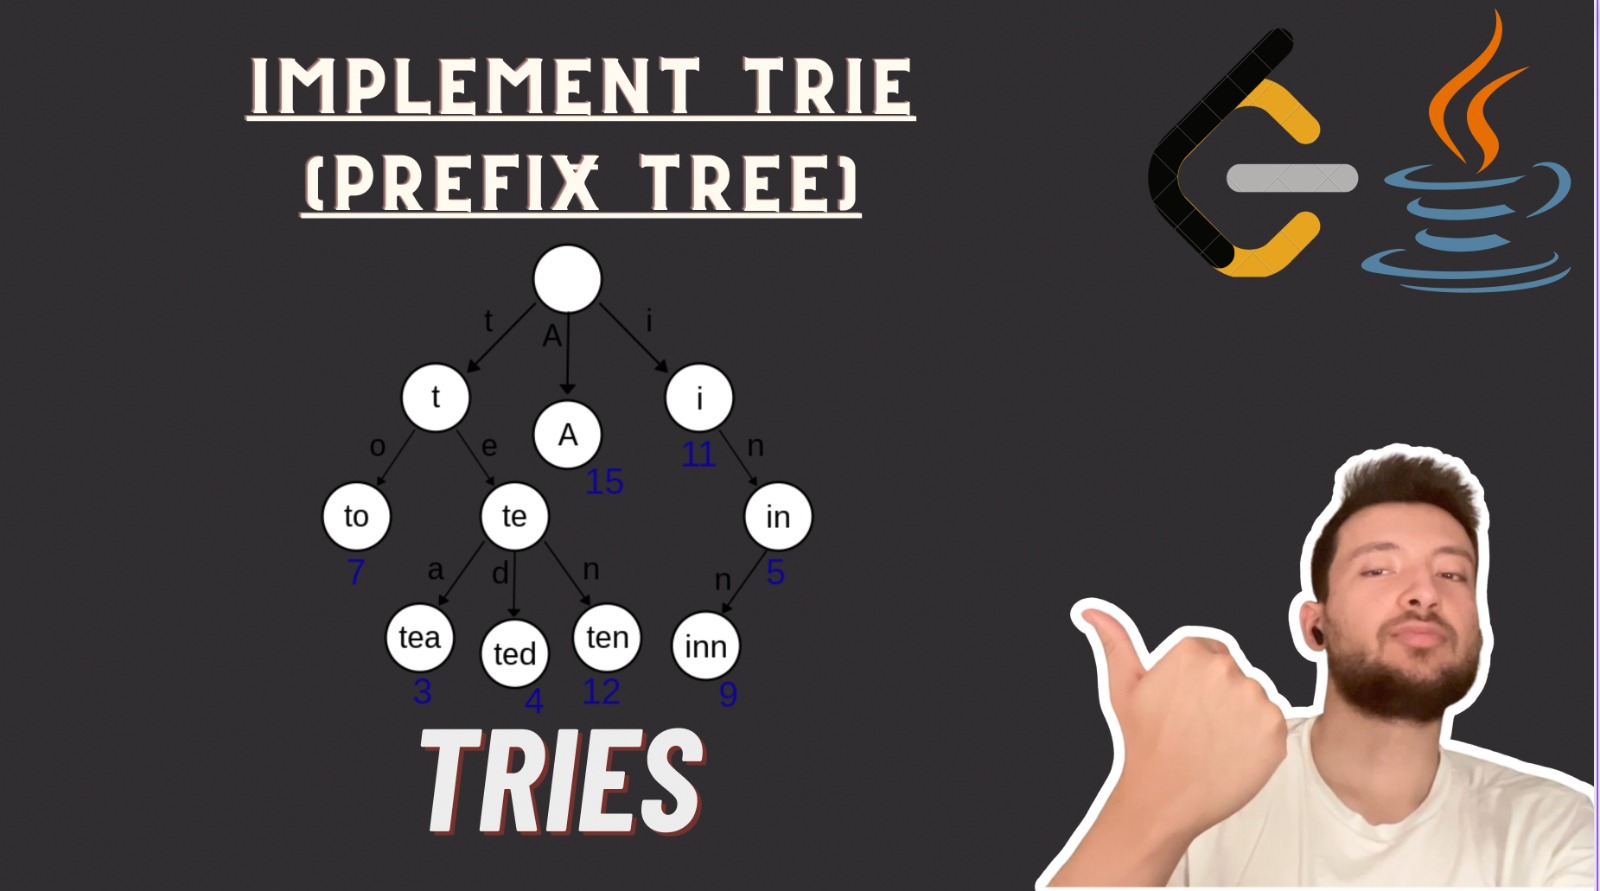 IMPLEMENT TRIE
(PREFIX TREE)
t
A
i
t
A
i
15
11
o
e
n
to
te
in
7
5
a
d
n
n
tea
ted
ten
inn
3
4
12
9
TRIES